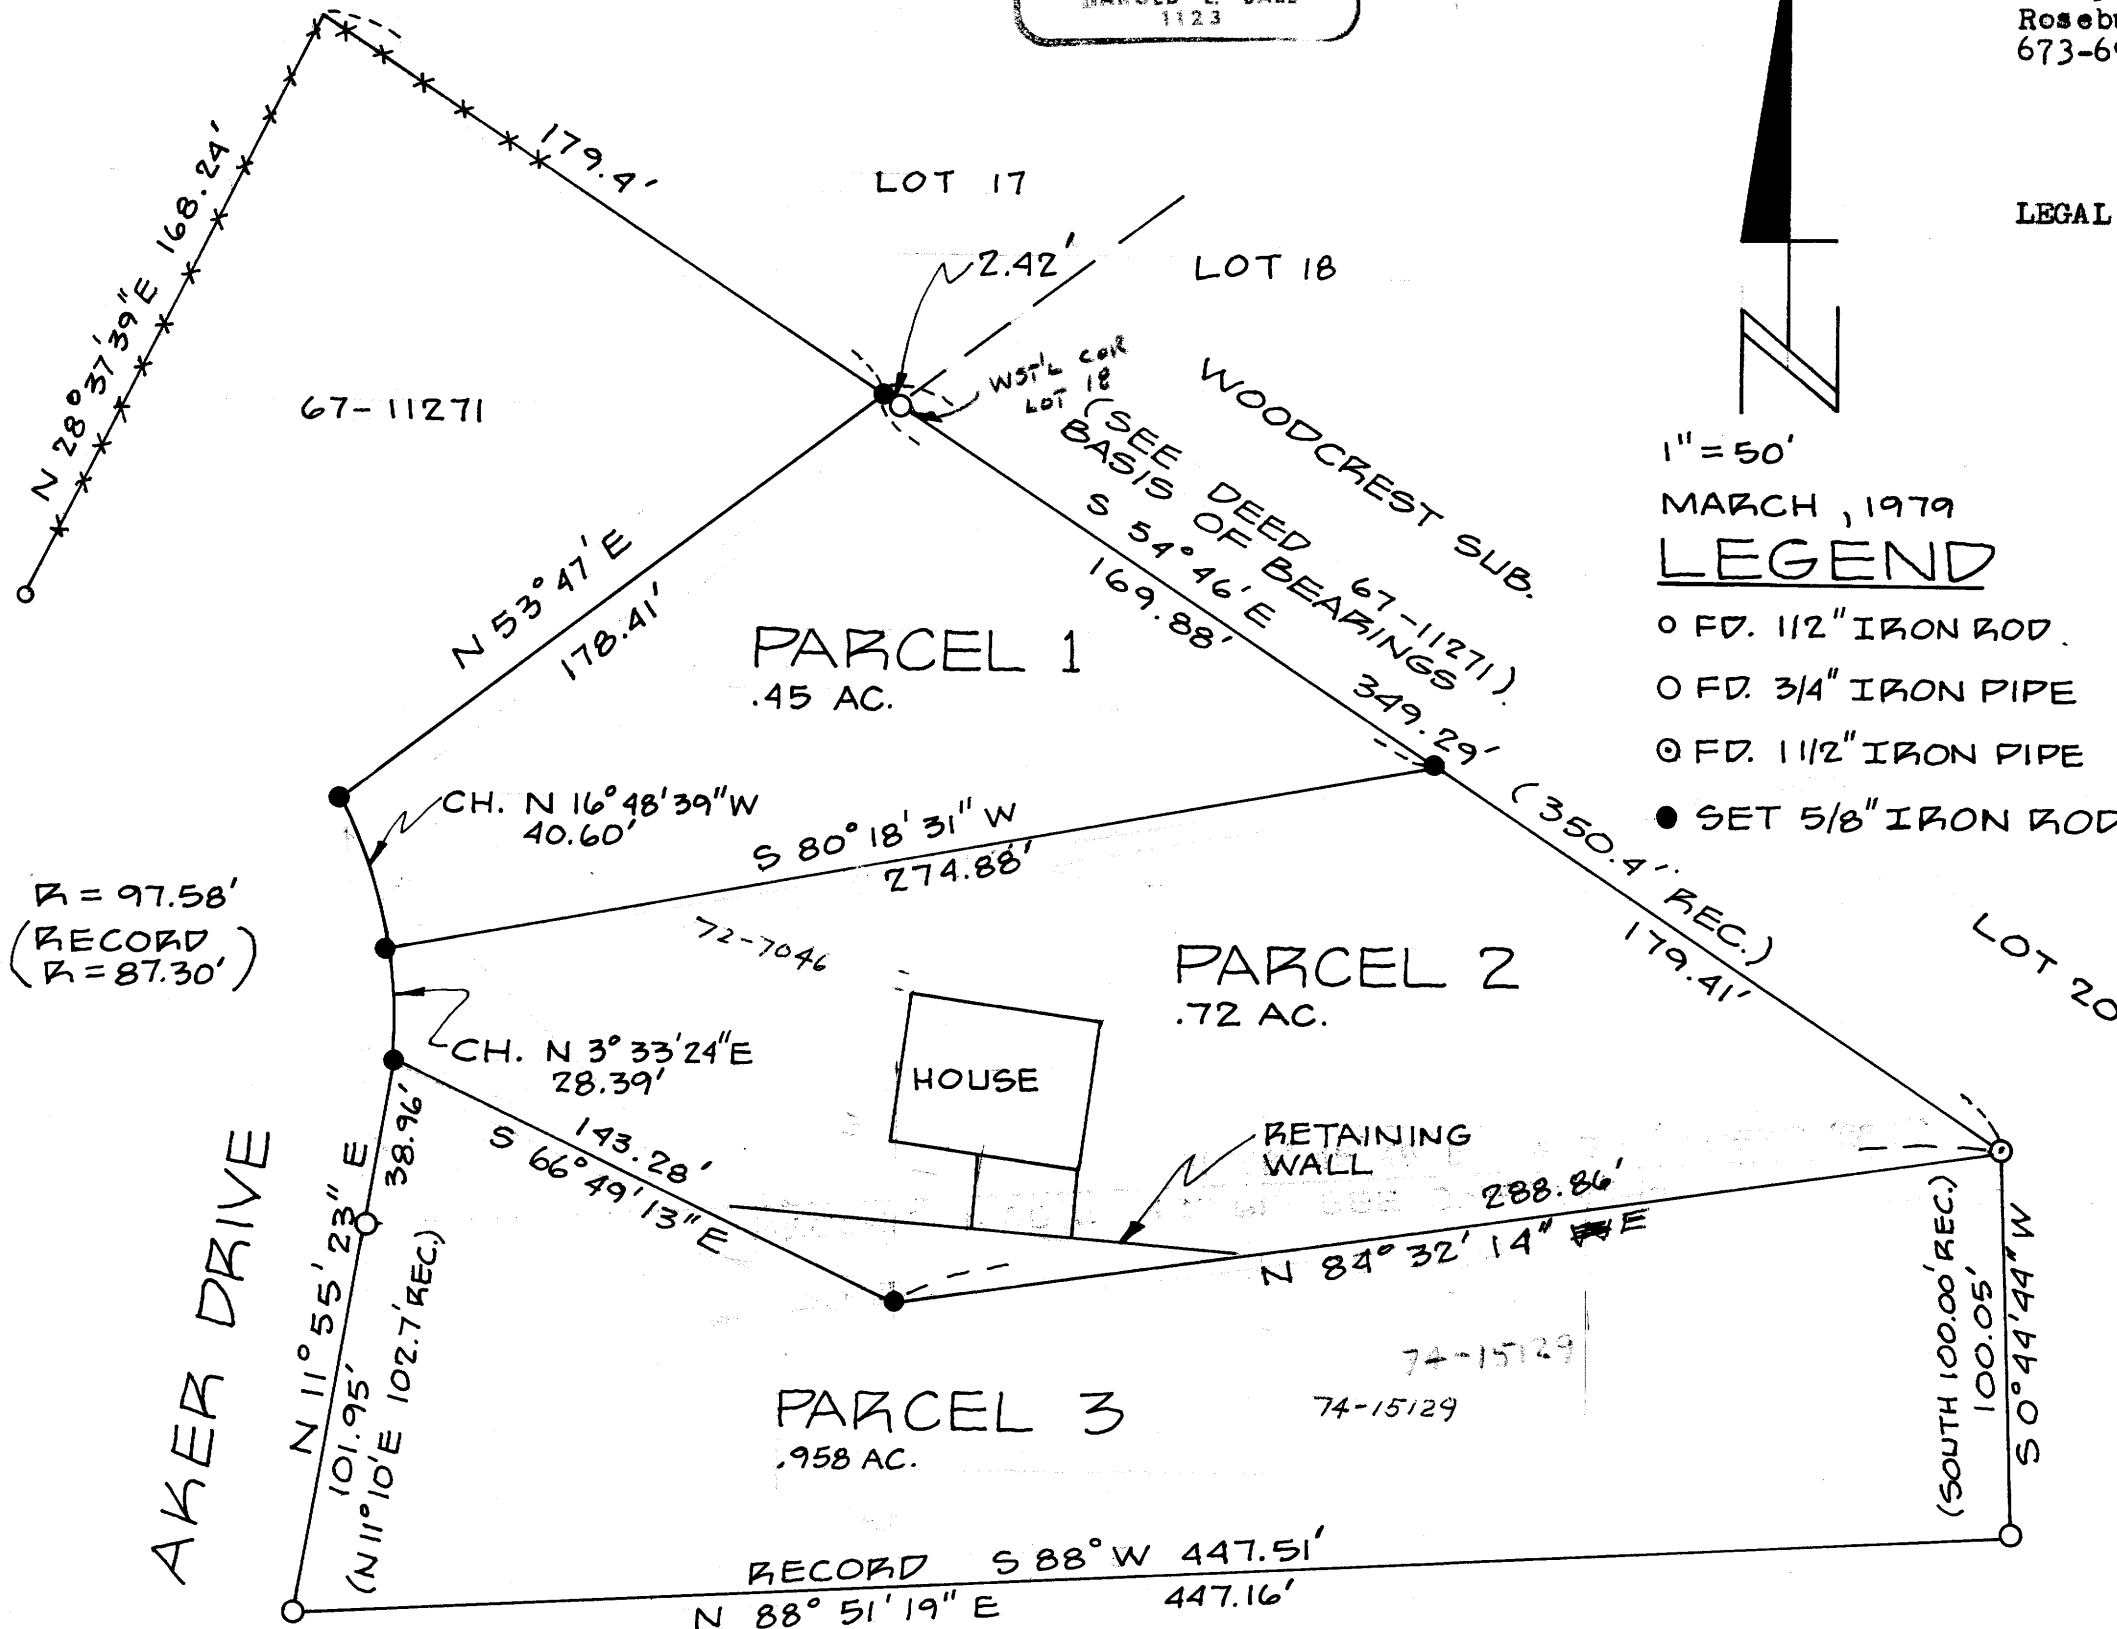 1123
673-6
LEGAL
179.4'
N 28° 37' 39" E 168.24'
LOT 17
2.42'
LOT 18
WST'L COR
LOT 18
67-11271
WOODCREST SUB.
(SEE DEED 67-11271)
BASIS OF BEARINGS
S 54° 46' E
169.88'
349.29'
(350.4' REC.)
179.41'
1" = 50'
MARCH, 1979
LEGEND
FD. 1/2" IRON ROD.
FD. 3/4" IRON PIPE
FD. 1 1/2" IRON PIPE
SET 5/8" IRON ROD
N 53° 47' E
178.41'
PARCEL 1
.45 AC.
CH. N 16° 48' 39" W
40.60'
S 80° 18' 31" W
274.88'
R = 97.58'
(RECORD
R = 87.30')
72-7046
PARCEL 2
.72 AC.
LOT 20
CH. N 3° 33' 24" E
28.39'
HOUSE
RETAINING
WALL
143.28'
S 66° 49' 13" E
288.86'
N 84° 32' 14" E
38.96'
N 11° 55' 23" E
101.95'
(N 11° 10' E 102.7' REC.)
AKER DRIVE
(SOUTH 100.00' REC.)
100.05'
S 0° 44' 44" W
74-15129
74-15129
PARCEL 3
.958 AC.
RECORD S 88° W 447.51'
N 88° 51' 19" E 447.16'